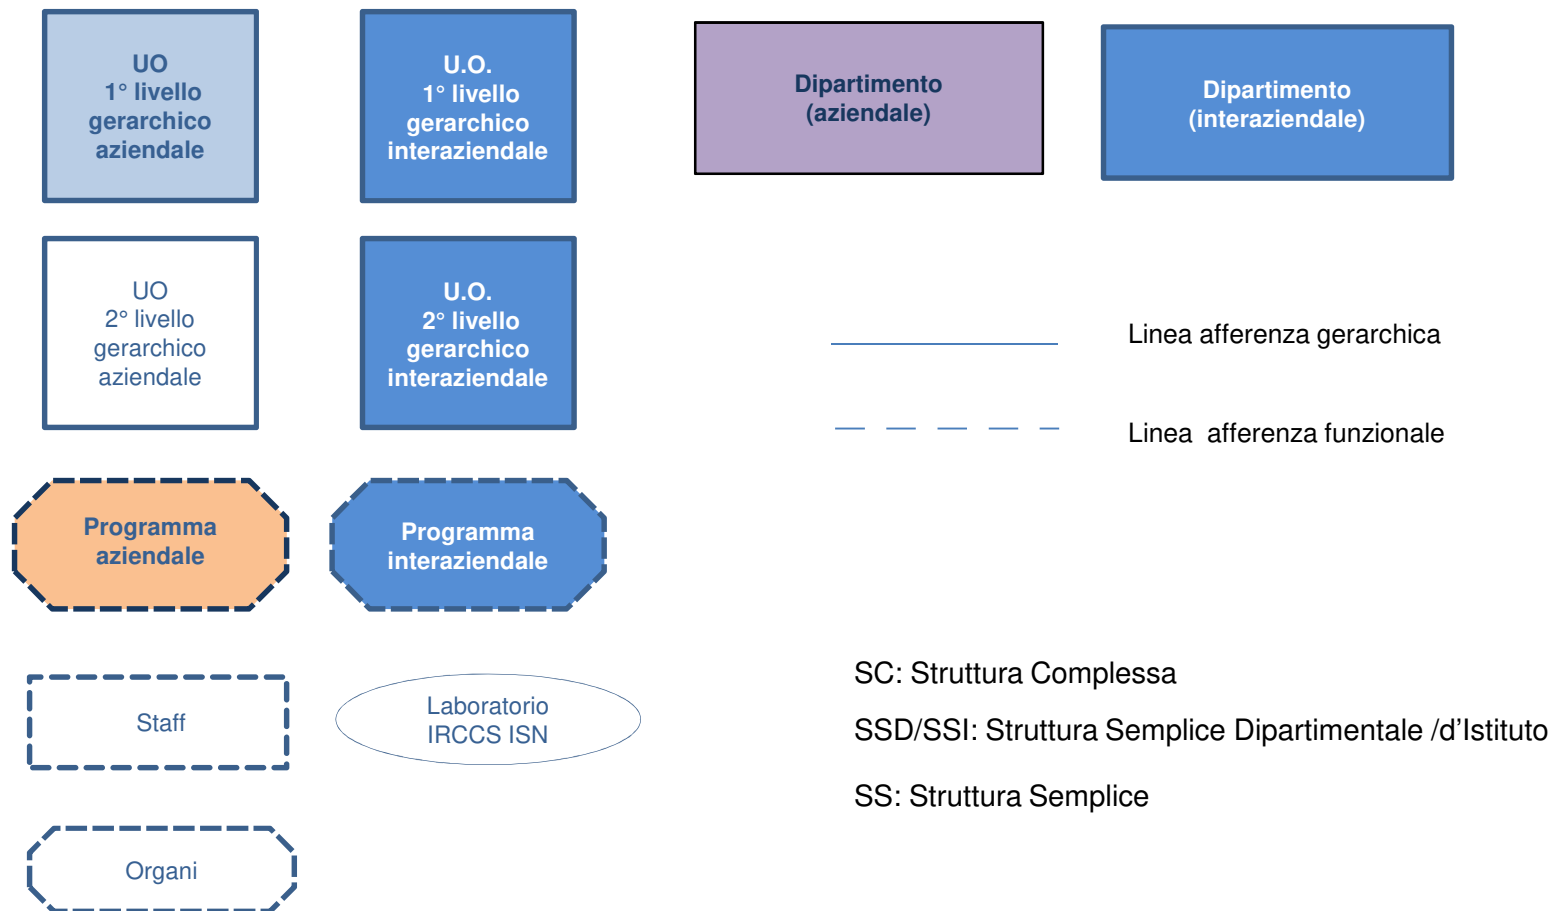 UO
1° livello
gerarchico
aziendale
U.O.
1° livello
gerarchico
interaziendale
Dipartimento
(aziendale)
Dipartimento
(interaziendale)
UO
2° livello
gerarchico
aziendale
U.O.
2° livello
gerarchico
interaziendale
Linea afferenza gerarchica
Linea  afferenza funzionale
Programma
aziendale
Programma
interaziendale
Staff
Laboratorio
IRCCS ISN
SC: Struttura Complessa
SSD/SSI: Struttura Semplice Dipartimentale /d’Istituto
SS: Struttura Semplice
Organi